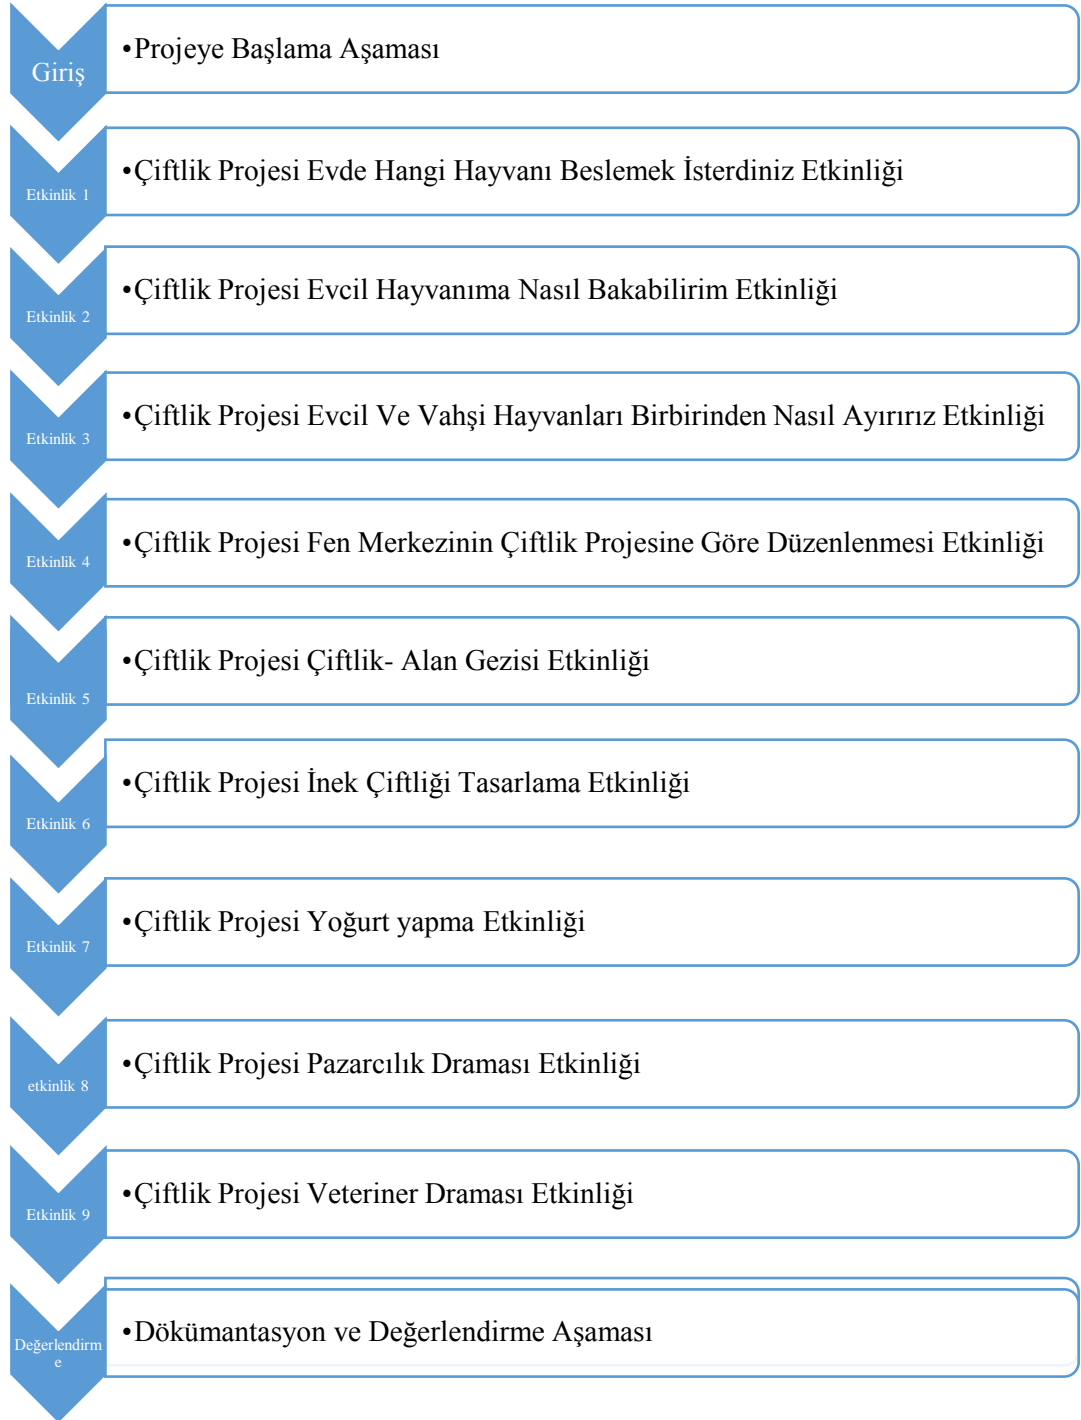 Giriş
•Projeye Başlama Aşaması
Etkinlik 1
•Çiftlik Projesi Evde Hangi Hayvanı Beslemek İsterdiniz Etkinliği
Etkinlik 2
•Çiftlik Projesi Evcil Hayvanıma Nasıl Bakabilirim Etkinliği
Etkinlik 3
•Çiftlik Projesi Evcil Ve Vahşi Hayvanları Birbirinden Nasıl Ayırırız Etkinliği
Etkinlik 4
•Çiftlik Projesi Fen Merkezinin Çiftlik Projesine Göre Düzenlenmesi Etkinliği
Etkinlik 5
•Çiftlik Projesi Çiftlik- Alan Gezisi Etkinliği
Etkinlik 6
•Çiftlik Projesi İnek Çiftliği Tasarlama Etkinliği
Etkinlik 7
•Çiftlik Projesi Yoğurt yapma Etkinliği
etkinlik 8
•Çiftlik Projesi Pazarcılık Draması Etkinliği
Etkinlik 9
•Çiftlik Projesi Veteriner Draması Etkinliği
Değerlendirm
e
•Dökümantasyon ve Değerlendirme Aşaması